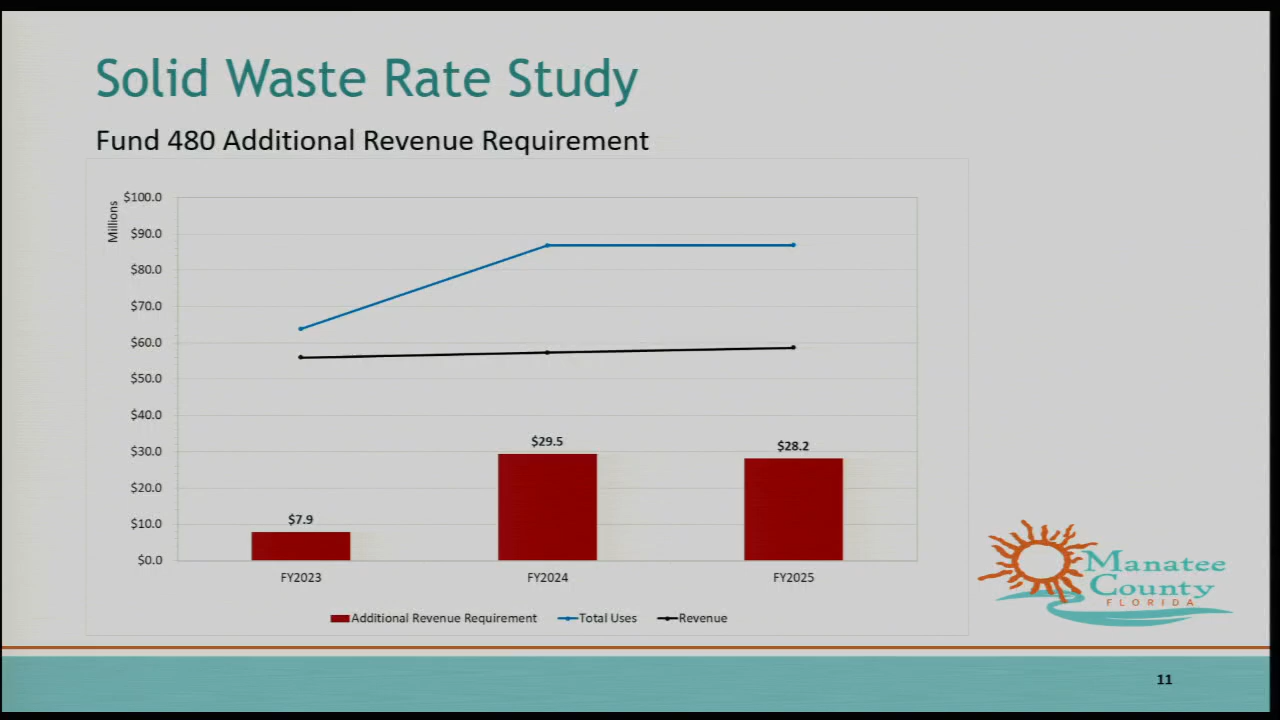 Solid Waste Rate Study
Fund 480 Additional Revenue Requirement
Millions
$100.0
$90.0
$80.0
$70.0
$60.0
$50.0
$40.0
$30.0
$20.0
$10.0
$0.0
$7.9
$29.5
$28.2
FY2023 FY2024 FY2025
Additional Revenue Requirement Total Uses Revenue
Manatee
County
FLORIDA
11